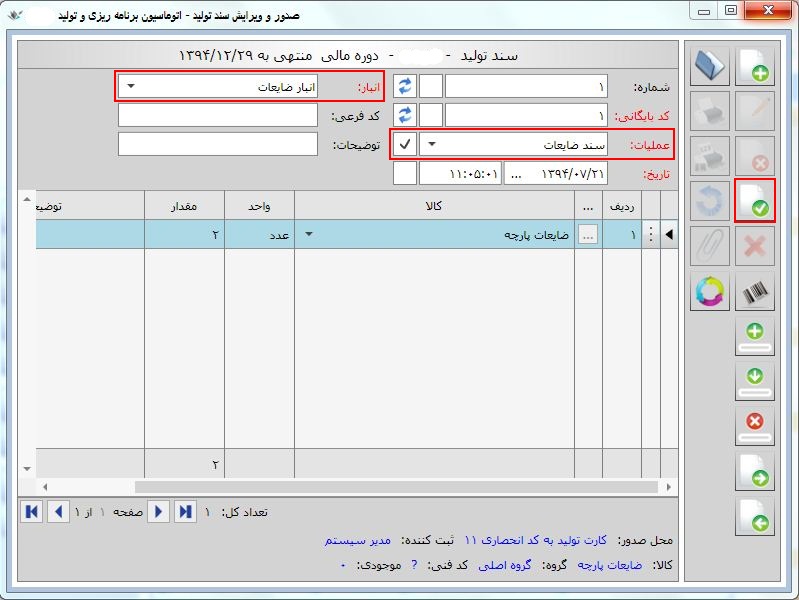 صدور و ویرایش سند تولید - اتوماسیون برنامه ریزی و تولید
سند تولید - - دوره مالی منتهی به ۱۳۹۴/۱۲/۲۹
شماره: ۱ انبار: انبار ضایعات
کد بایگانی: ۱ کد فرعی:
عملیات: سند ضایعات توضیحات:
تاریخ: ۱۳۹۴/۰۷/۲۱ ... ۱۱:۰۵:۰۱
ردیف ... کالا واحد مقدار توضیح
۱ ... ضایعات پارچه عدد ۲
۲
تعداد کل: ۱ صفحه ۱ از ۱
محل صدور: کارت تولید به کد انحصاری ۱۱ ثبت کننده: مدیر سیستم
کالا: ضایعات پارچه گروه: گروه اصلی کد فنی: ? موجودی: ۰